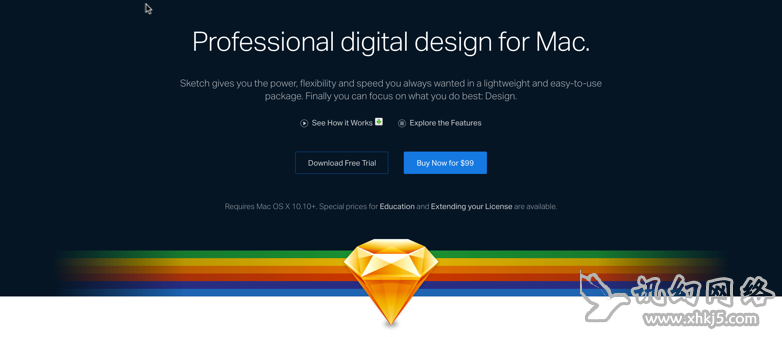 Professional digital design for Mac.
Sketch gives you the power, flexibility and speed you always wanted in a lightweight and easy-to-use
package. Finally you can focus on what you do best: Design.
See How it Works Explore the Features
Download Free Trial Buy Now for $99
Requires Mac OS X 10.10+. Special prices for Education and Extending your License are available.
讯幻网络
www.xhkj5.com